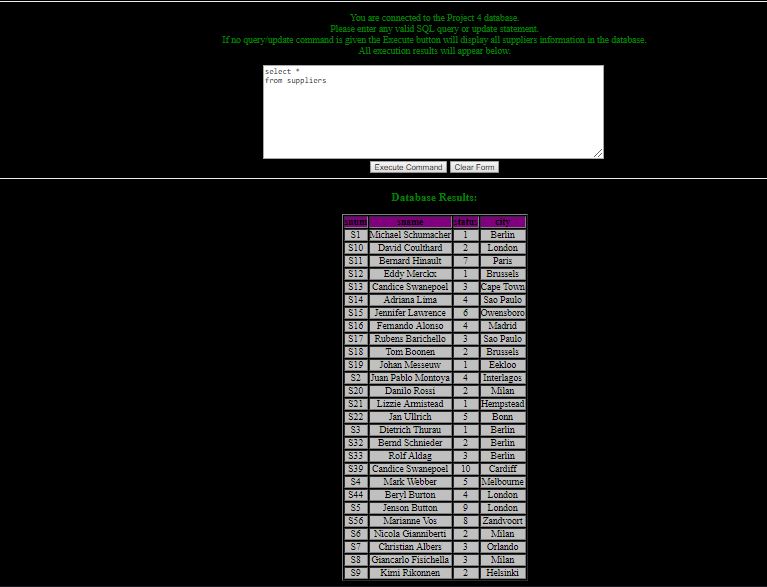 You are connected to the Project 4 database.
Please enter any valid SQL query or update statement.
If no query/update command is given the Execute button will display all suppliers information in the database.
All execution results will appear below.
select *
from suppliers
Execute Command Clear Form
Database Results:
snum sname status city
S1 Michael Schumacher 1 Berlin
S10 David Coulthard 2 London
S11 Bernard Hinault 7 Paris
S12 Eddy Merckx 1 Brussels
S13 Candice Swanepoel 3 Cape Town
S14 Adriana Lima 4 Sao Paulo
S15 Jennifer Lawrence 6 Owensboro
S16 Fernando Alonso 4 Madrid
S17 Rubens Barichello 3 Sao Paulo
S18 Tom Boonen 2 Brussels
S19 Johan Messeuw 1 Eekloo
S2 Juan Pablo Montoya 4 Interlagos
S20 Danilo Rossi 2 Milan
S21 Lizzie Armistead 1 Hempstead
S22 Jan Ullrich 5 Bonn
S3 Dietrich Thurau 1 Berlin
S32 Bernd Schnieder 2 Berlin
S33 Rolf Aldag 3 Berlin
S39 Candice Swanepoel 10 Cardiff
S4 Mark Webber 5 Melbourne
S44 Beryl Burton 4 London
S5 Jenson Button 9 London
S56 Marianne Vos 8 Zandvoort
S6 Nicola Gianniberti 2 Milan
S7 Christian Albers 3 Orlando
S8 Giancarlo Fisichella 3 Milan
S9 Kimi Rikonnen 2 Helsinki